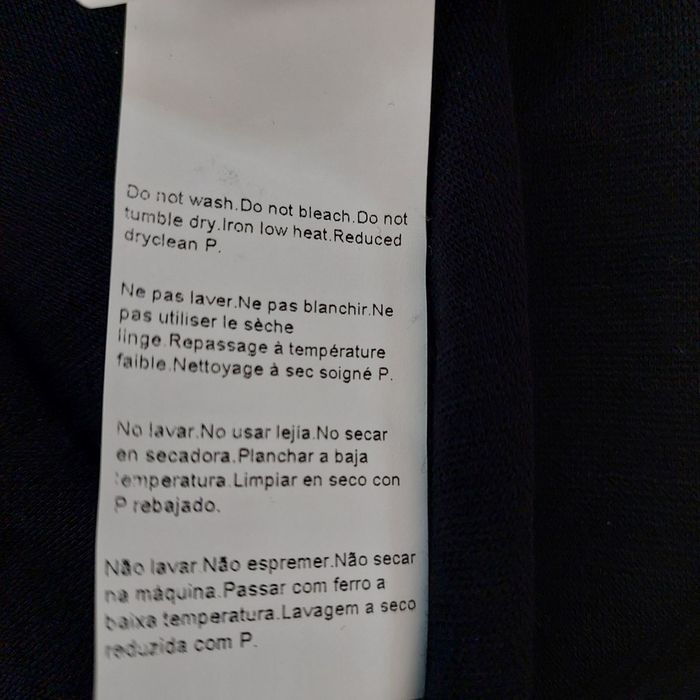 Do not wash.Do not bleach.Do not
tumble dry.Iron low heat.Reduced
dryclean P.
Ne pas laver.Ne pas blanchir.Ne
pas utiliser le sèche
linge.Repassage à température
faible.Nettoyage à sec soigné P.
No lavar.No usar lejía.No secar
en secadora.Planchar a baja
temperatura.Limpiar en seco con
P rebajado.
Não lavar.Não espremer.Não secar
na máquina.Passar com ferro a
baixa temperatura.Lavagem a seco
reduzida com P.